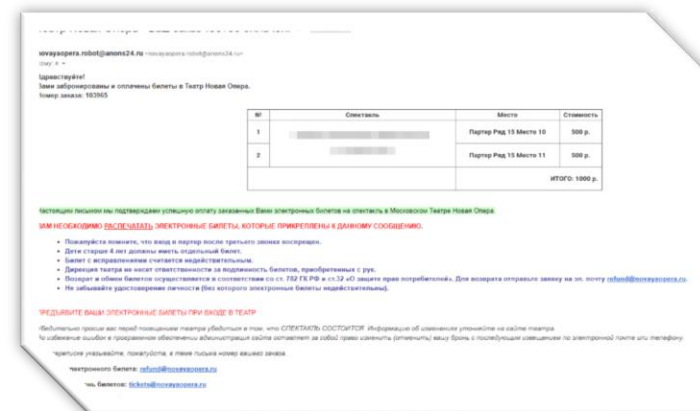 novayaopera.robot@anons24.ru
Здравствуйте!
Вами забронированы и оплачены билеты в Театр Новая Опера.
Номер заказа: 103965
№ Спектакль Место Стоимость
1 Партер Ряд 15 Место 10 500 р.
2 Партер Ряд 15 Место 11 500 р.
ИТОГО: 1000 р.
Настоящим письмом мы подтверждаем успешную оплату заказанных Вами электронных билетов на спектакль в Московском Театре Новая Опера.
ВАМ НЕОБХОДИМО РАСПЕЧАТАТЬ ЭЛЕКТРОННЫЕ БИЛЕТЫ, КОТОРЫЕ ПРИКРЕПЛЕНЫ К ДАННОМУ СООБЩЕНИЮ.
• Пожалуйста помните, что вход в партер после третьего звонка воспрещен.
• Дети старше 4 лет должны иметь отдельный билет.
• Билет с исправлениями считается недействительным.
• Дирекция театра не несет ответственности за подлинность билетов, приобретенных с рук.
• Возврат и обмен билетов осуществляется в соответствии со ст. 782 ГК РФ и ст.32 «О защите прав потребителей». Для возврата отправьте заявку на эл. почту refund@novayaopera.ru
• Не забывайте удостоверение личности (без которого электронные билеты недействительны).
ПРЕДЪЯВИТЕ ВАШИ ЭЛЕКТРОННЫЕ БИЛЕТЫ ПРИ ВХОДЕ В ТЕАТР
Убедительно просим вас перед посещением театра убедиться в том, что СПЕКТАКЛЬ СОСТОИТСЯ. Информацию об изменениях уточняйте на сайте театра.
Во избежание ошибок в программном обеспечении администрация сайта оставляет за собой право изменить (отменить) вашу бронь с последующим извещением по электронной почте или телефону.
переписке указывайте, пожалуйста, в теме письма номер вашего заказа.
электронного билета: refund@novayaopera.ru
билетов: tickets@novayaopera.ru